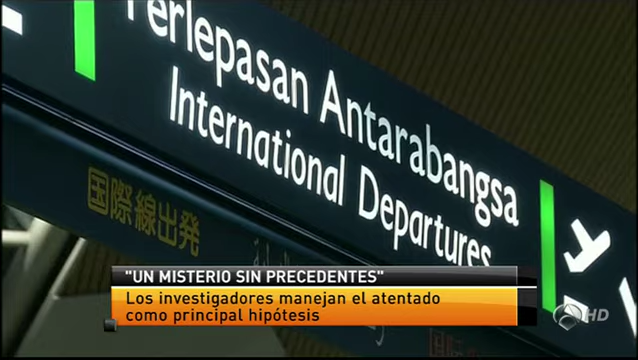 Perlepasan Antarabangsa
International Departures
国際線出発
"UN MISTERIO SIN PRECEDENTES"
Los investigadores manejan el atentado
como principal hipótesis
HD